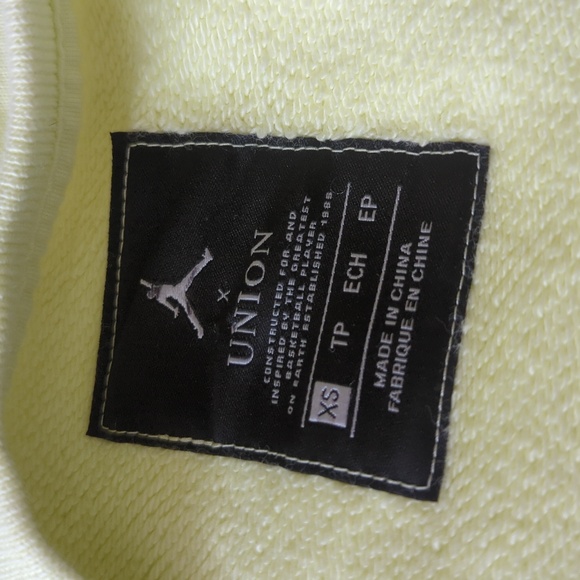 X
UNION
CONSTRUCTED FOR AND
INSPIRED BY THE GREATEST
BASKETBALL PLAYER
ON EARTH ESTABLISHED 1985
XS TP ECH EP
MADE IN CHINA
FABRIQUE EN CHINE